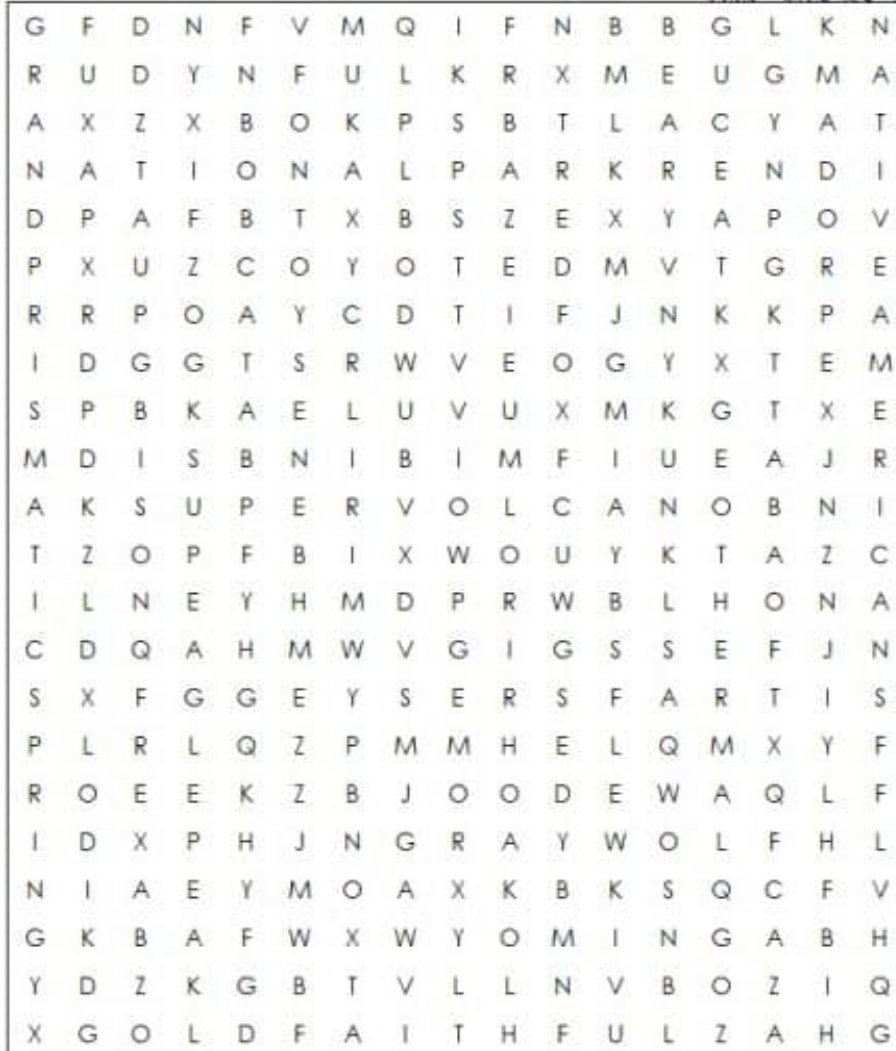 G F D N F V M Q I F N B B G L K N
R U D Y N F U L K R X M E U G M A
A X Z X B O K P S B T L A C Y A T
N A T I O N A L P A R K R E N D I
D P A F B T X B S Z E X Y A P O V
P X U Z C O Y O T E D M V T G R E
R R P O A Y C D T I F J N K K P A
I D G G T S R W V E O G Y X T E M
S P B K A E L U V U X M K G T X E
M D I S B N I B I M F I U E A J R
A K S U P E R V O L C A N O B N I
T Z O P F B I X W O U Y K T A Z C
I L N E Y H M D P R W B L H O N A
C D Q A H M W V G I G S S E F J N
S X F G G E Y S E R S F A R T I S
P L R L Q Z P M M H E L Q M X Y F
R O E E K Z B J O O D E W A Q L F
I D X P H J N G R A Y W O L F H L
N I A E Y M O A X K B K S Q C F V
G K B A F W X W Y O M I N G A B H
Y D Z K G B T V L L N V B O Z I Q
X G O L D F A I T H F U L Z A H G